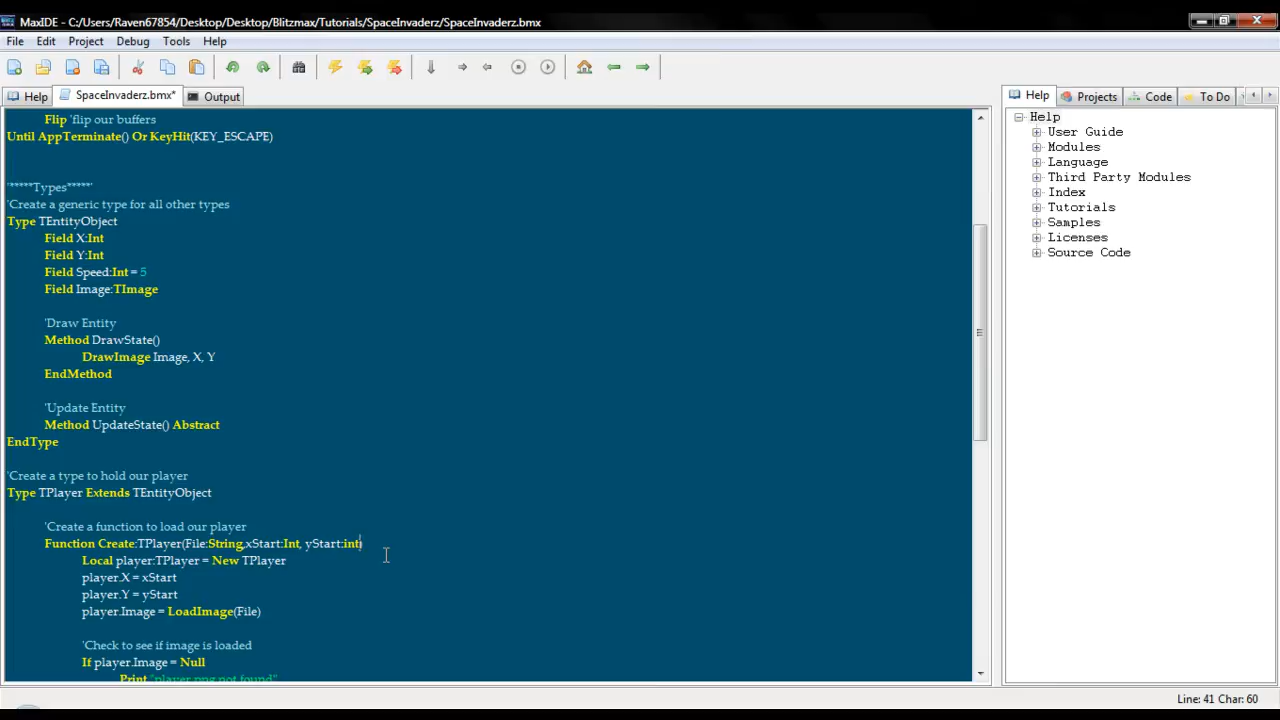 MaxIDE - C:/Users/Raven67854/Desktop/Desktop/Blitzmax/Tutorials/SpaceInvaderz/SpaceInvaderz.bmx
File Edit Project Debug Tools Help
Help SpaceInvaderz.bmx* Output
Help Projects Code To Do
Flip 'flip our buffers
Until AppTerminate() Or KeyHit(KEY_ESCAPE)
'*****Types*****'
'Create a generic type for all other types
Type TEntityObject
Field X:Int
Field Y:Int
Field Speed:Int = 5
Field Image:TImage
'Draw Entity
Method DrawState()
DrawImage Image, X, Y
EndMethod
'Update Entity
Method UpdateState() Abstract
EndType
'Create a type to hold our player
Type TPlayer Extends TEntityObject
'Create a function to load our player
Function Create:TPlayer(File:String,xStart:Int, yStart:int)
Local player:TPlayer = New TPlayer
player.X = xStart
player.Y = yStart
player.Image = LoadImage(File)
'Check to see if image is loaded
If player.Image = Null
Print "player.png not found"
Help
User Guide
Modules
Language
Third Party Modules
Index
Tutorials
Samples
Licenses
Source Code
Line: 41 Char: 60